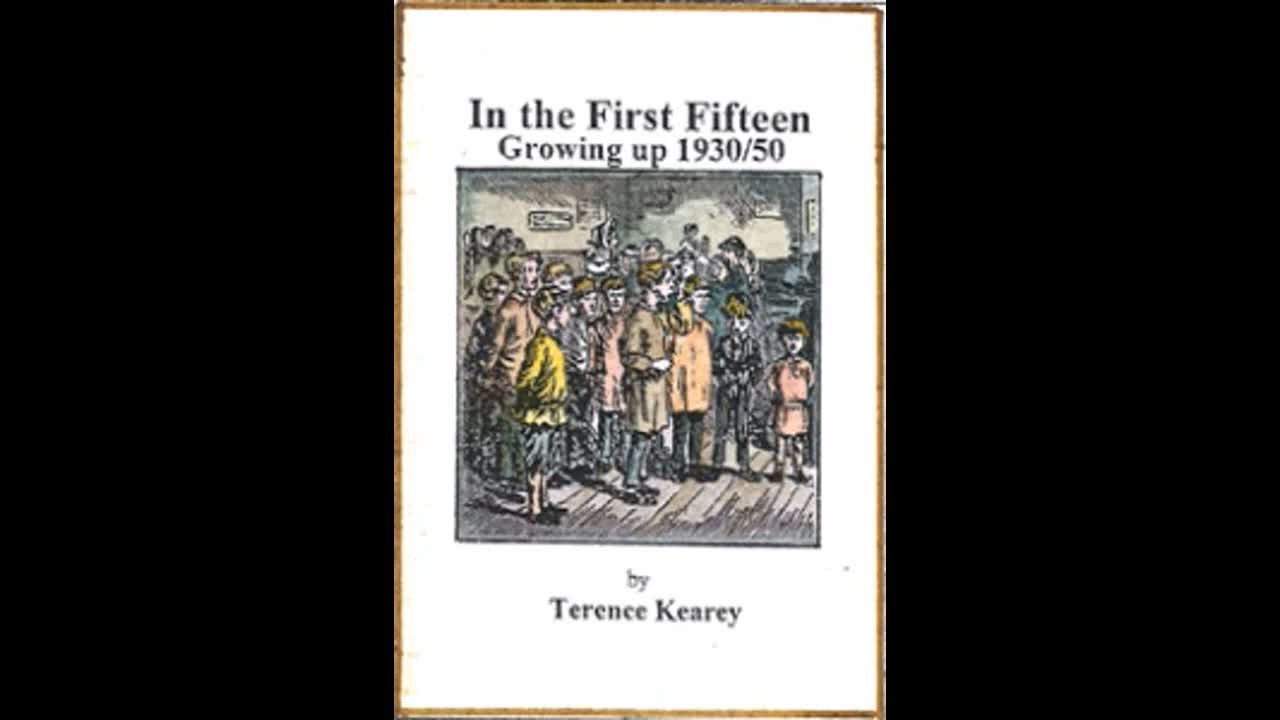 In the First Fifteen
Growing up 1930/50
by
Terence Kearey